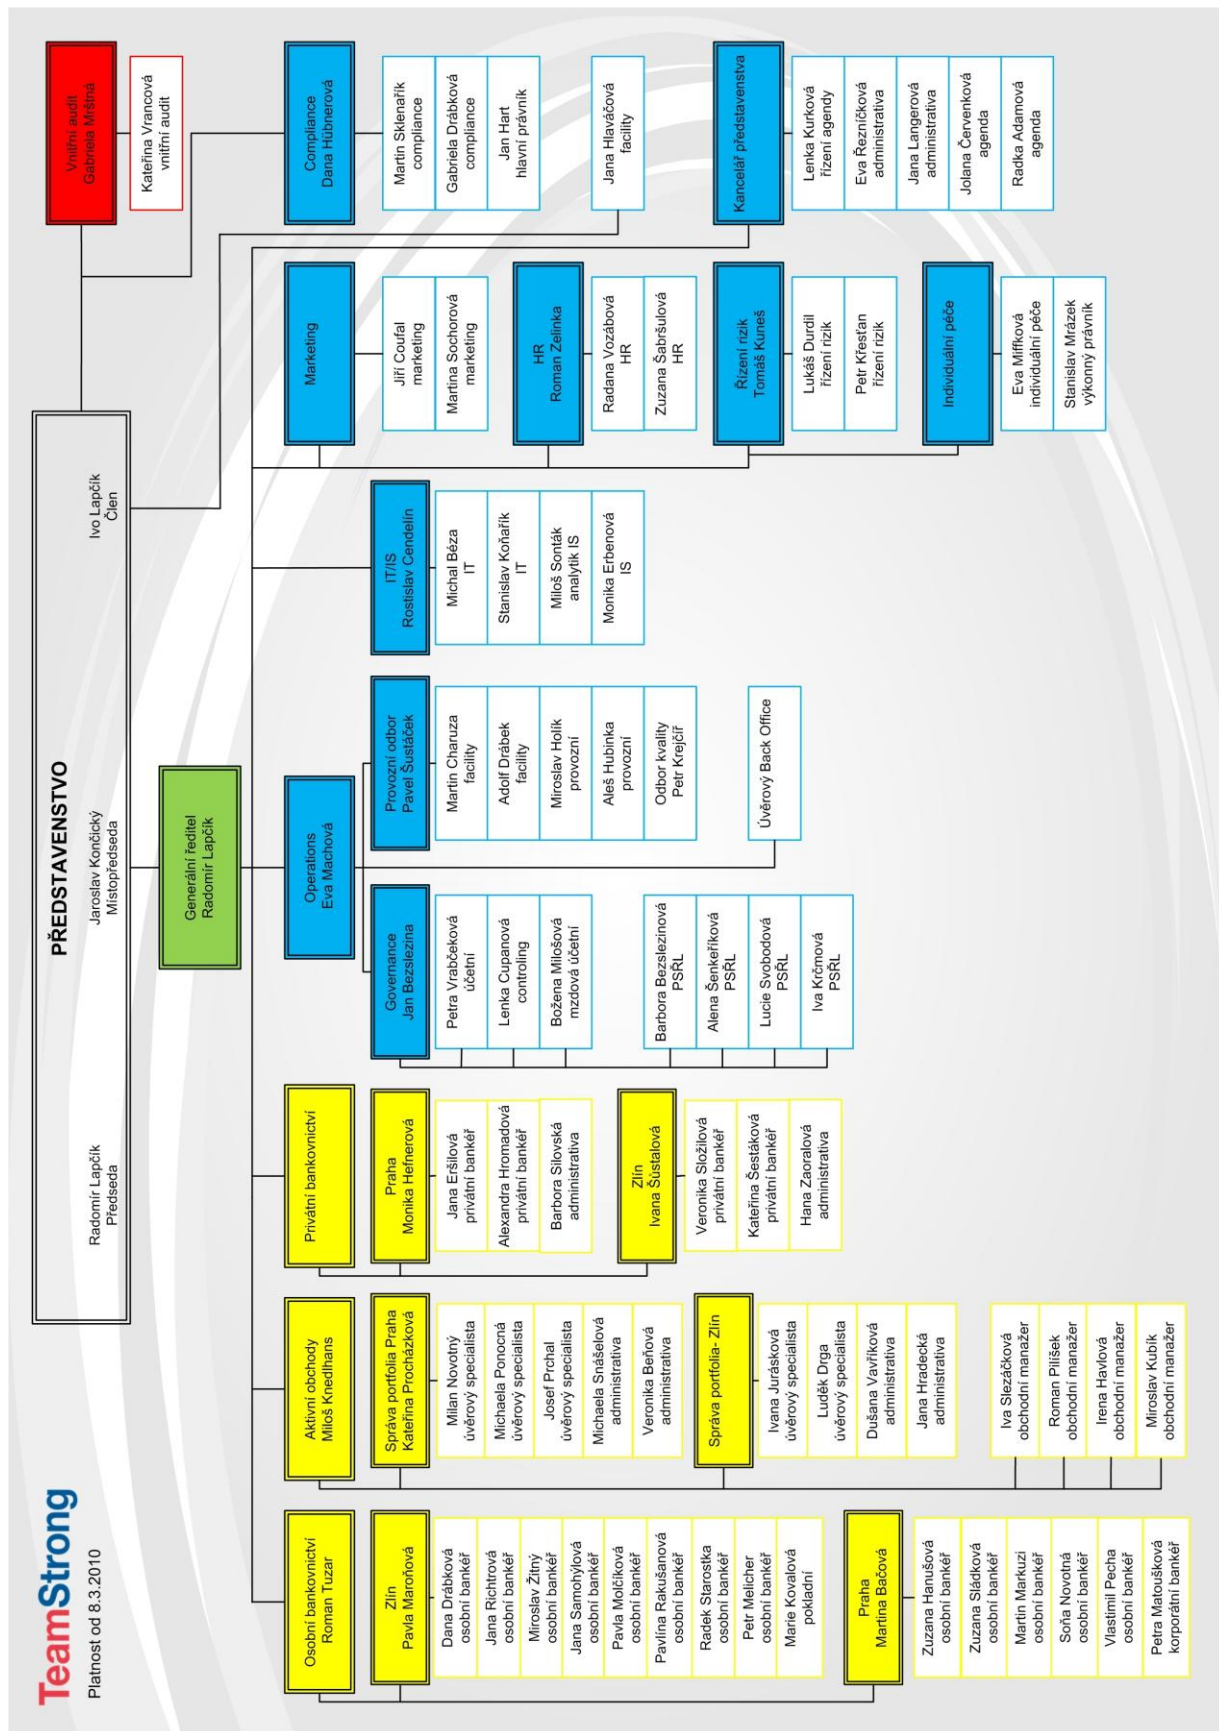 TeamStrong
Platnost od 8.3.2010
PŘEDSTAVENSTVO
Radomír Lapčík
Předseda
Jaroslav Končický
Místopředseda
Ivo Lapčík
Člen
Vnitřní audit
Gabriela Mrštná
Kateřina Vrancová
vnitřní audit
Generální ředitel
Radomír Lapčík
Osobní bankovnictví
Roman Tuzar
Zlín
Pavla Maroňová
Dana Drábková
osobní bankéř
Jana Richtrová
osobní bankéř
Miroslav Žitný
osobní bankéř
Jana Samohýlová
osobní bankéř
Pavla Molčíková
osobní bankéř
Pavlína Rakušanová
osobní bankéř
Radek Starostka
osobní bankéř
Petr Melicher
osobní bankéř
Marie Kovalová
pokladní
Praha
Martina Bačová
Zuzana Hanušová
osobní bankéř
Zuzana Sládková
osobní bankéř
Martin Markuzi
osobní bankéř
Soňa Novotná
osobní bankéř
Vlastimil Pecha
osobní bankéř
Petra Matoušková
korporátní bankéř
Aktivní obchody
Miloš Knedlhans
Správa portfolia Praha
Kateřina Procházková
Milan Novotný
úvěrový specialista
Michaela Ponocná
úvěrový specialista
Josef Prchal
úvěrový specialista
Michaela Snášelová
administrativa
Veronika Beňová
administrativa
Správa portfolia- Zlín
Ivana Jurásková
úvěrový specialista
Luděk Drga
úvěrový specialista
Dušana Vavříková
administrativa
Jana Hradecká
administrativa
Iva Slezáčková
obchodní manažer
Roman Pilíšek
obchodní manažer
Irena Havlová
obchodní manažer
Miroslav Kubík
obchodní manažer
Privátní bankovnictví
Praha
Monika Hefnerová
Jana Eršilová
privátní bankéř
Alexandra Hromadová
privátní bankéř
Barbora Silovská
administrativa
Zlín
Ivana Šústalová
Veronika Složilová
privátní bankéř
Kateřina Šestáková
privátní bankéř
Hana Zaoralová
administrativa
Operations
Eva Machová
Governance
Jan Bezslezina
Petra Vrabčeková
účetní
Lenka Cupanová
controling
Božena Milošová
mzdová účetní
Barbora Bezslezinová
PSŘL
Alena Šenkeříková
PSŘL
Lucie Svobodová
PSŘL
Iva Krčmová
PSŘL
Provozní odbor
Pavel Šustáček
Martin Charuza
facility
Adolf Drábek
facility
Miroslav Holík
provozní
Aleš Hubinka
provozní
Odbor kvality
Petr Krejčíř
Úvěrový Back Office
IT/IS
Rostislav Cendelín
Michal Béza
IT
Stanislav Koňařík
IT
Miloš Sonták
analytik IS
Monika Erbenová
IS
Marketing
Jiří Coufal
marketing
Martina Sochorová
marketing
HR
Roman Zelinka
Radana Vozábová
HR
Zuzana Šabršulová
HR
Řízení rizik
Tomáš Kuneš
Lukáš Durdil
řízení rizik
Petr Křesťan
řízení rizik
Individuální péče
Eva Miffková
individuální péče
Stanislav Mrázek
výkonný právník
Compliance
Dana Hübnerová
Martin Sklenařík
compliance
Gabriela Drábková
compliance
Jan Hart
hlavní právník
Jana Hlaváčová
facility
Kancelář představenstva
Lenka Kurková
řízení agendy
Eva Řezníčková
administrativa
Jana Langerová
administrativa
Jolana Červenková
agenda
Radka Adamová
agenda